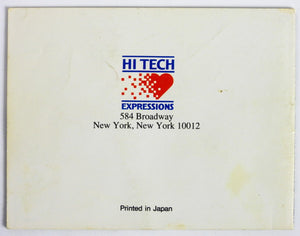 HI TECH
EXPRESSIONS
584 Broadway
New York, New York 10012
Printed in Japan